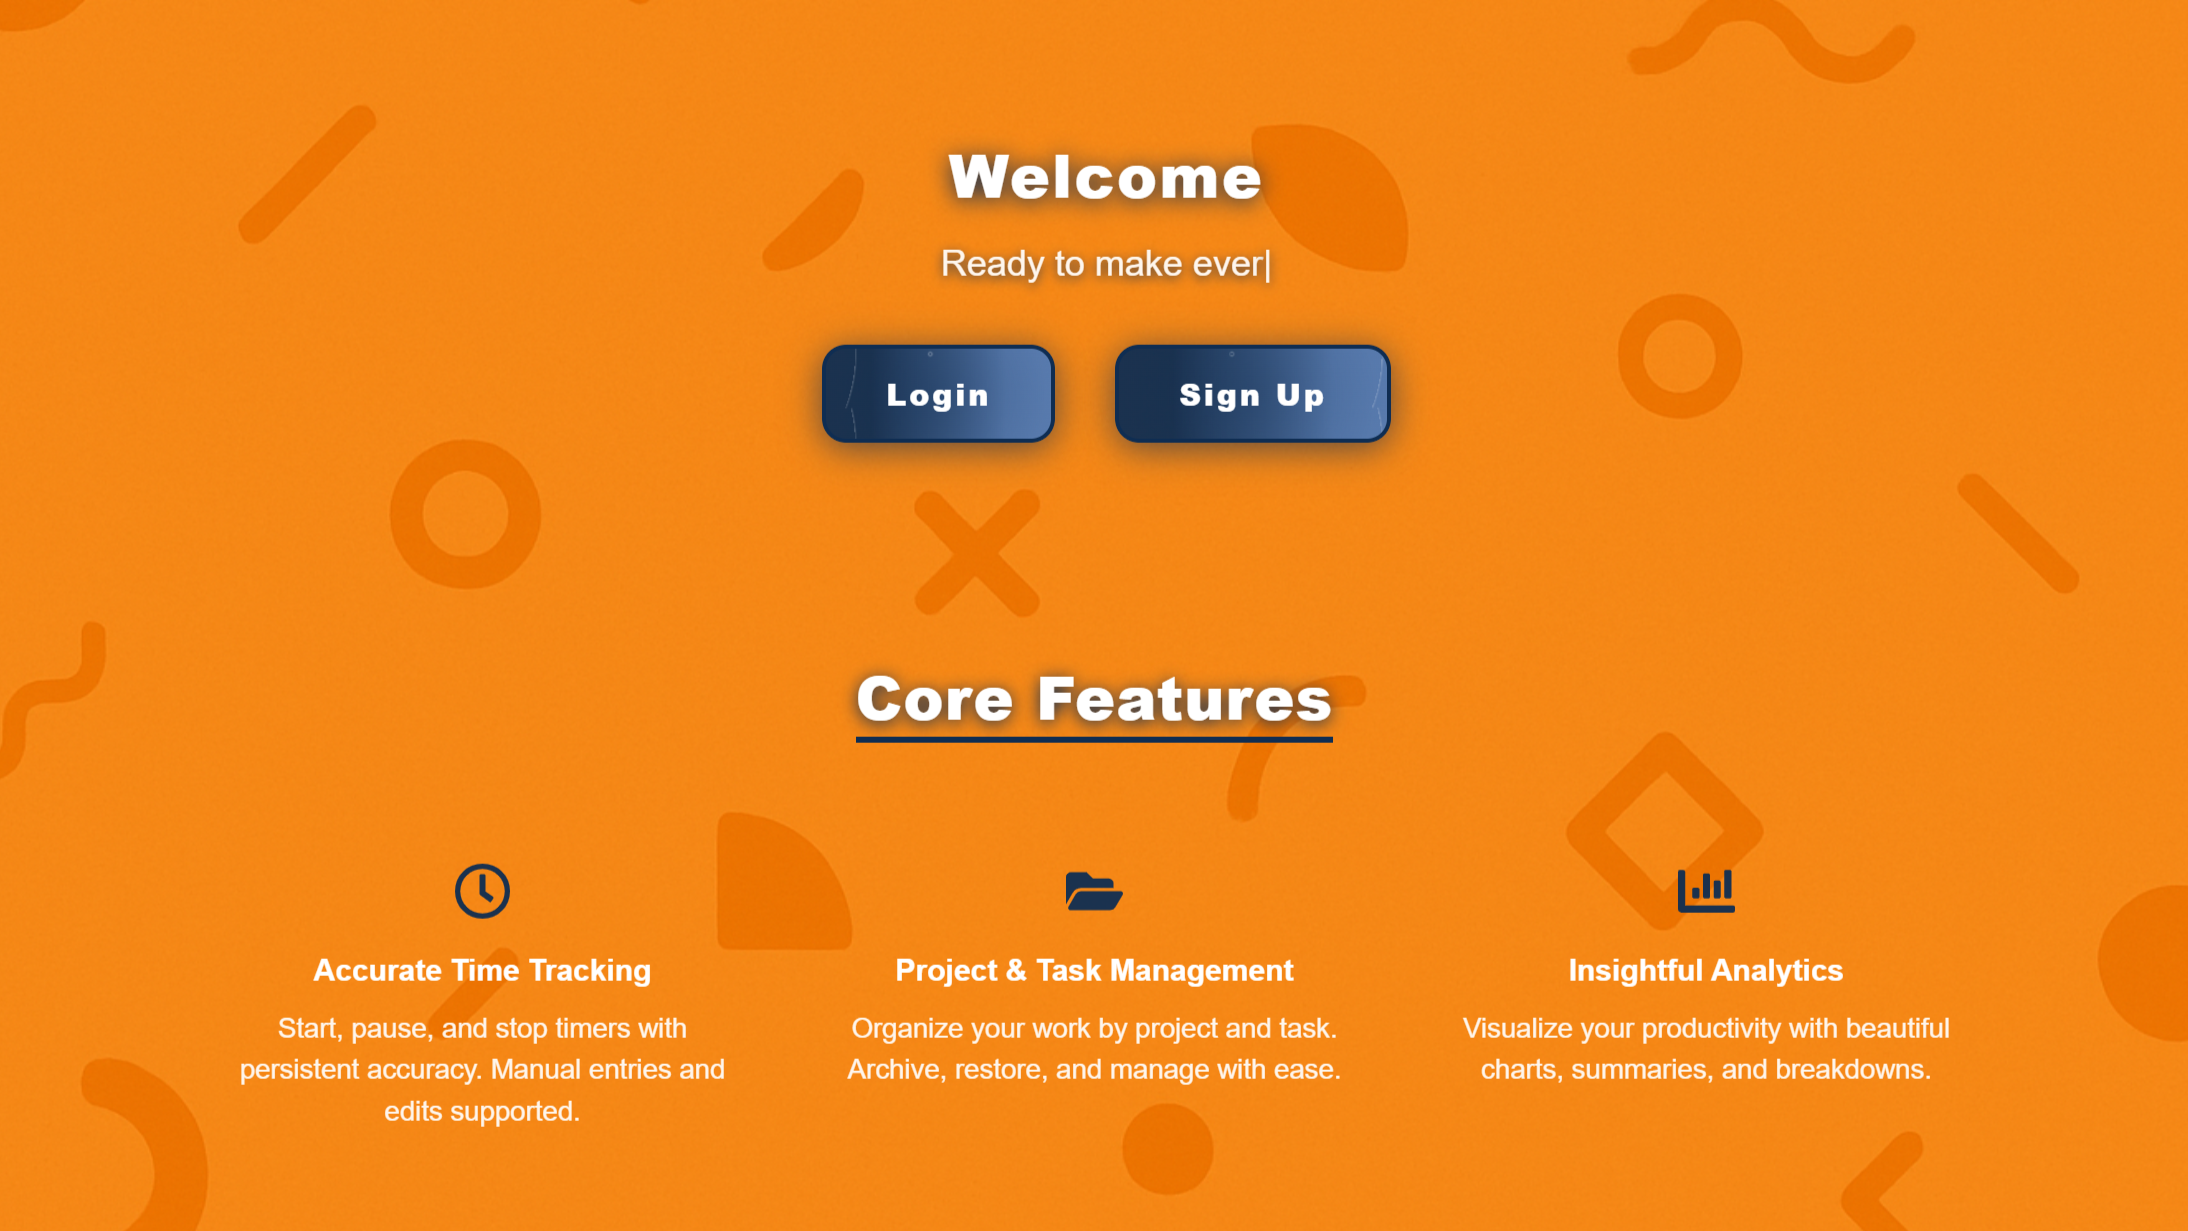 Welcome
Ready to make ever|
Login
Sign Up
Core Features
Accurate Time Tracking
Start, pause, and stop timers with
persistent accuracy. Manual entries and
edits supported.
Project & Task Management
Organize your work by project and task.
Archive, restore, and manage with ease.
Insightful Analytics
Visualize your productivity with beautiful
charts, summaries, and breakdowns.